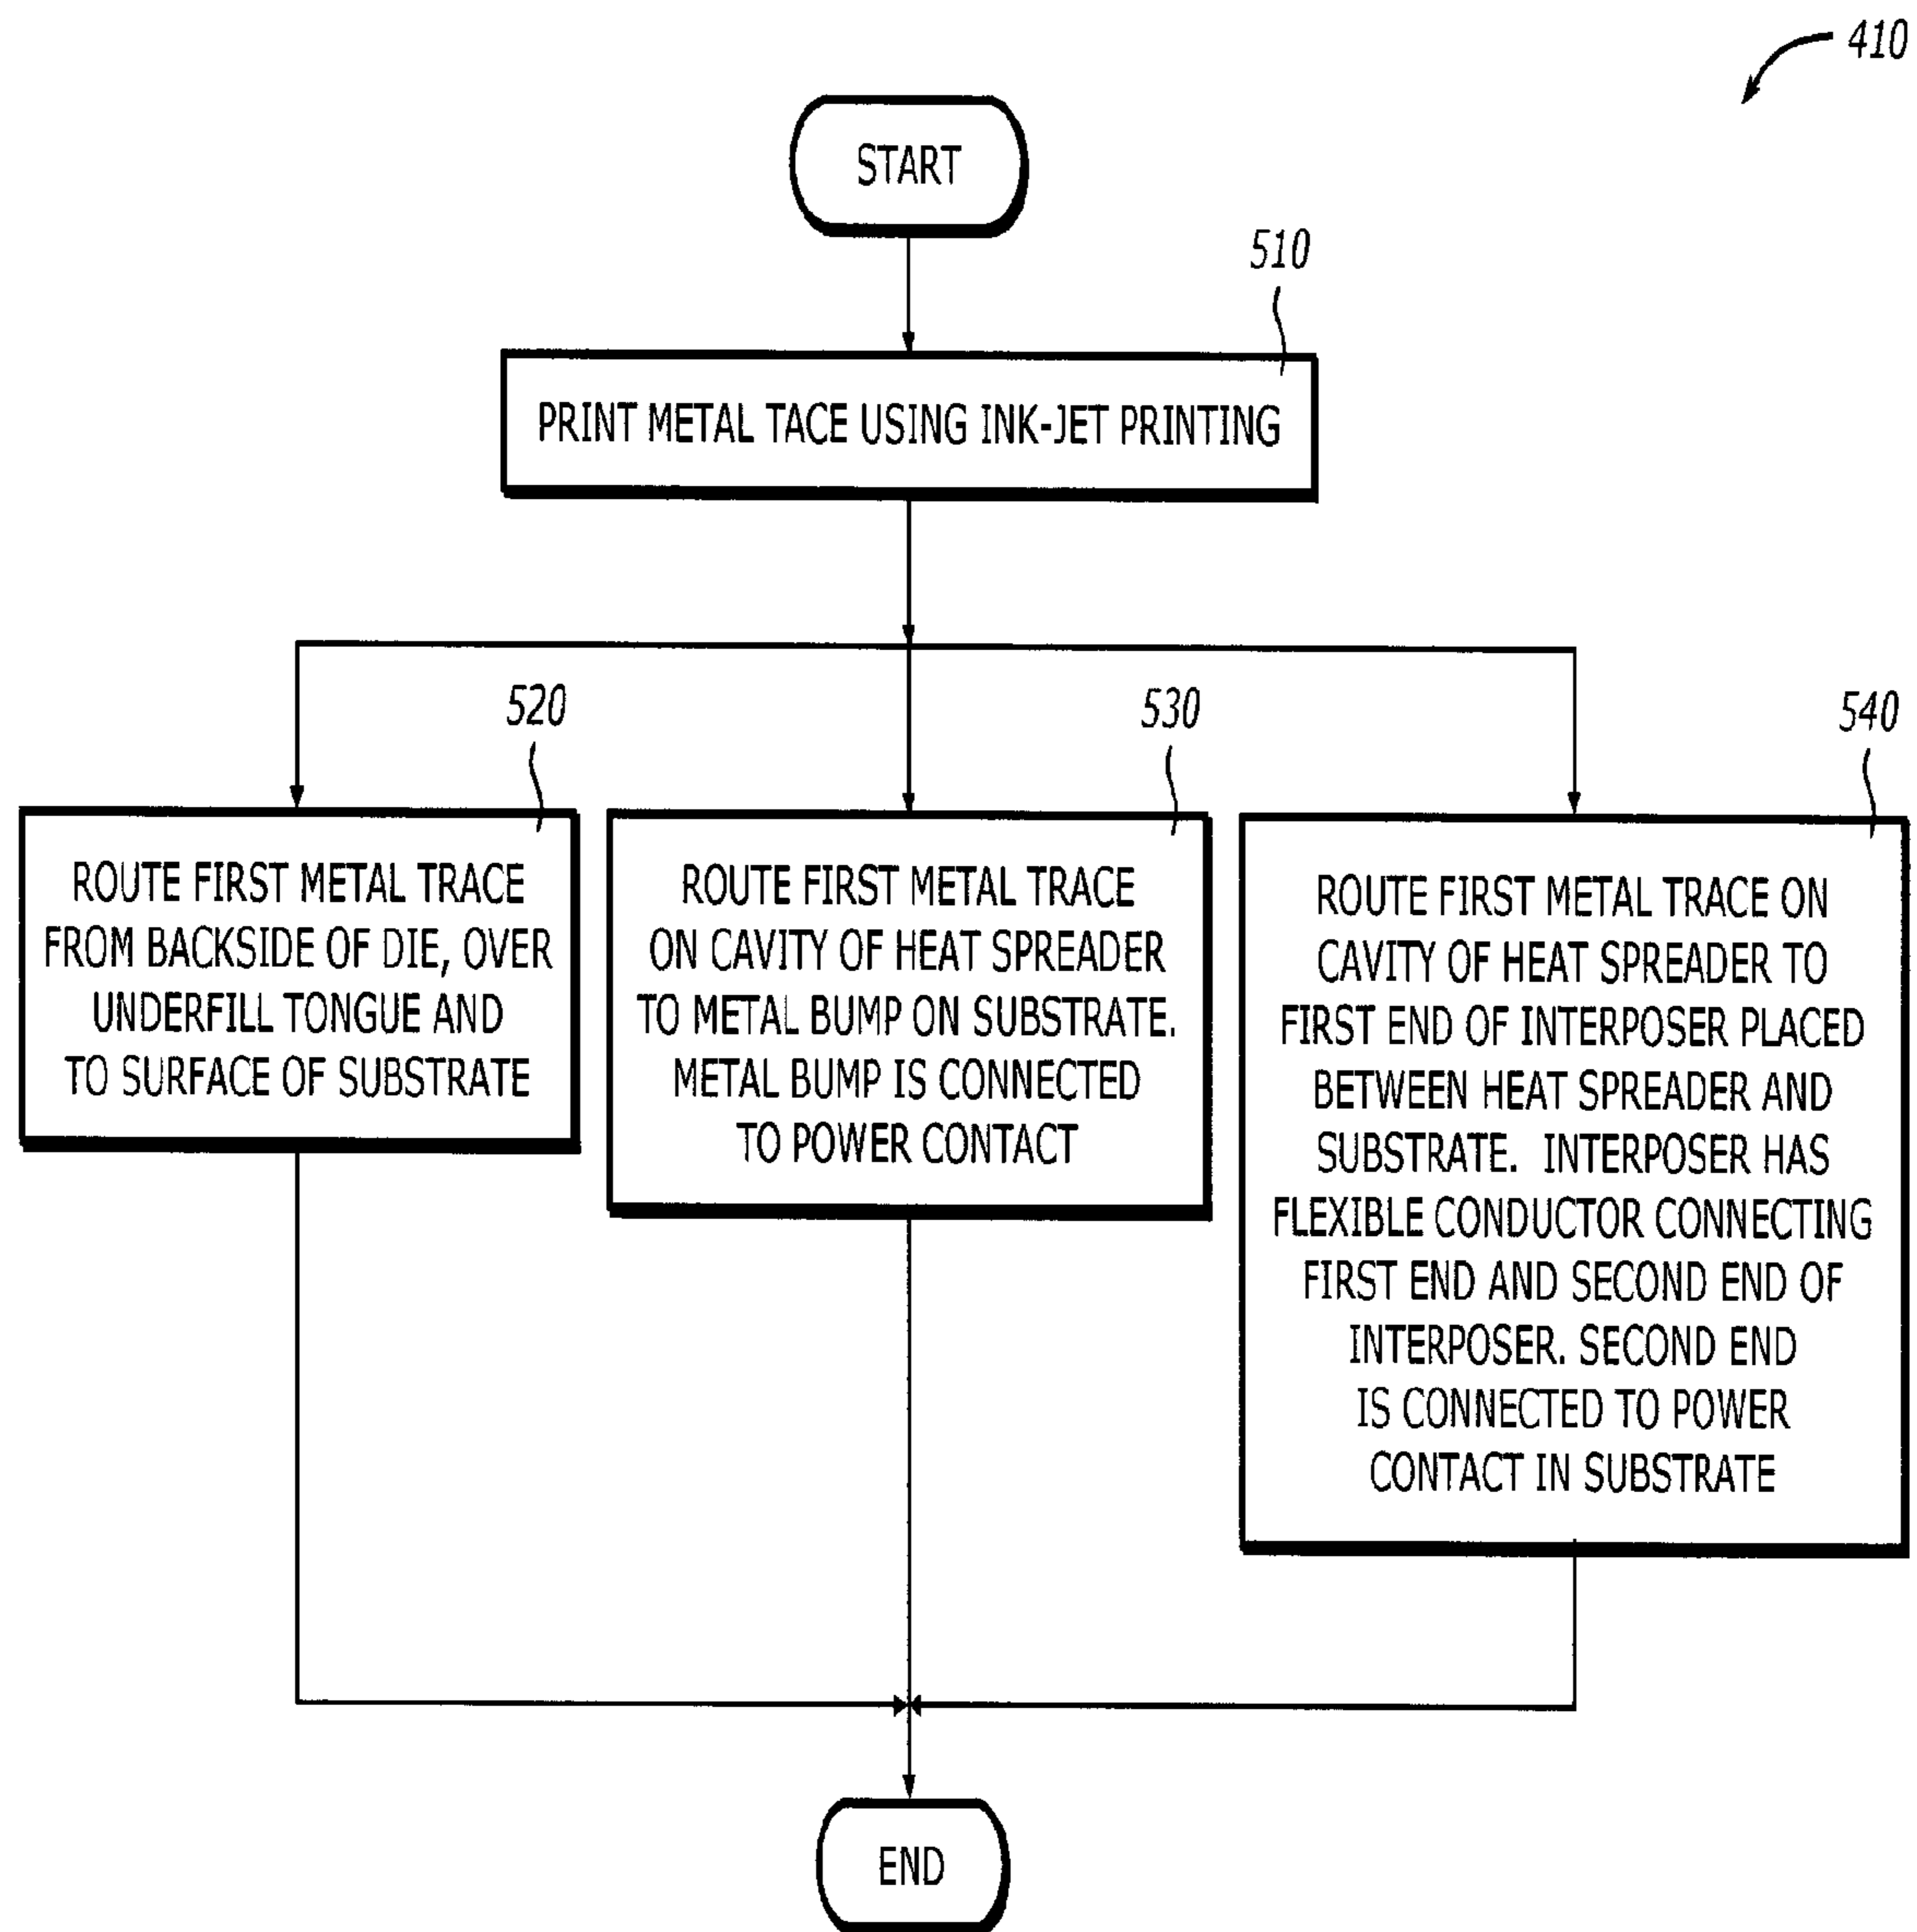 410
START
510
PRINT METAL TACE USING INK-JET PRINTING
520
ROUTE FIRST METAL TRACE
FROM BACKSIDE OF DIE, OVER
UNDERFILL TONGUE AND
TO SURFACE OF SUBSTRATE
530
ROUTE FIRST METAL TRACE
ON CAVITY OF HEAT SPREADER
TO METAL BUMP ON SUBSTRATE.
METAL BUMP IS CONNECTED
TO POWER CONTACT
540
ROUTE FIRST METAL TRACE ON
CAVITY OF HEAT SPREADER TO
FIRST END OF INTERPOSER PLACED
BETWEEN HEAT SPREADER AND
SUBSTRATE. INTERPOSER HAS
FLEXIBLE CONDUCTOR CONNECTING
FIRST END AND SECOND END OF
INTERPOSER. SECOND END
IS CONNECTED TO POWER
CONTACT IN SUBSTRATE
END